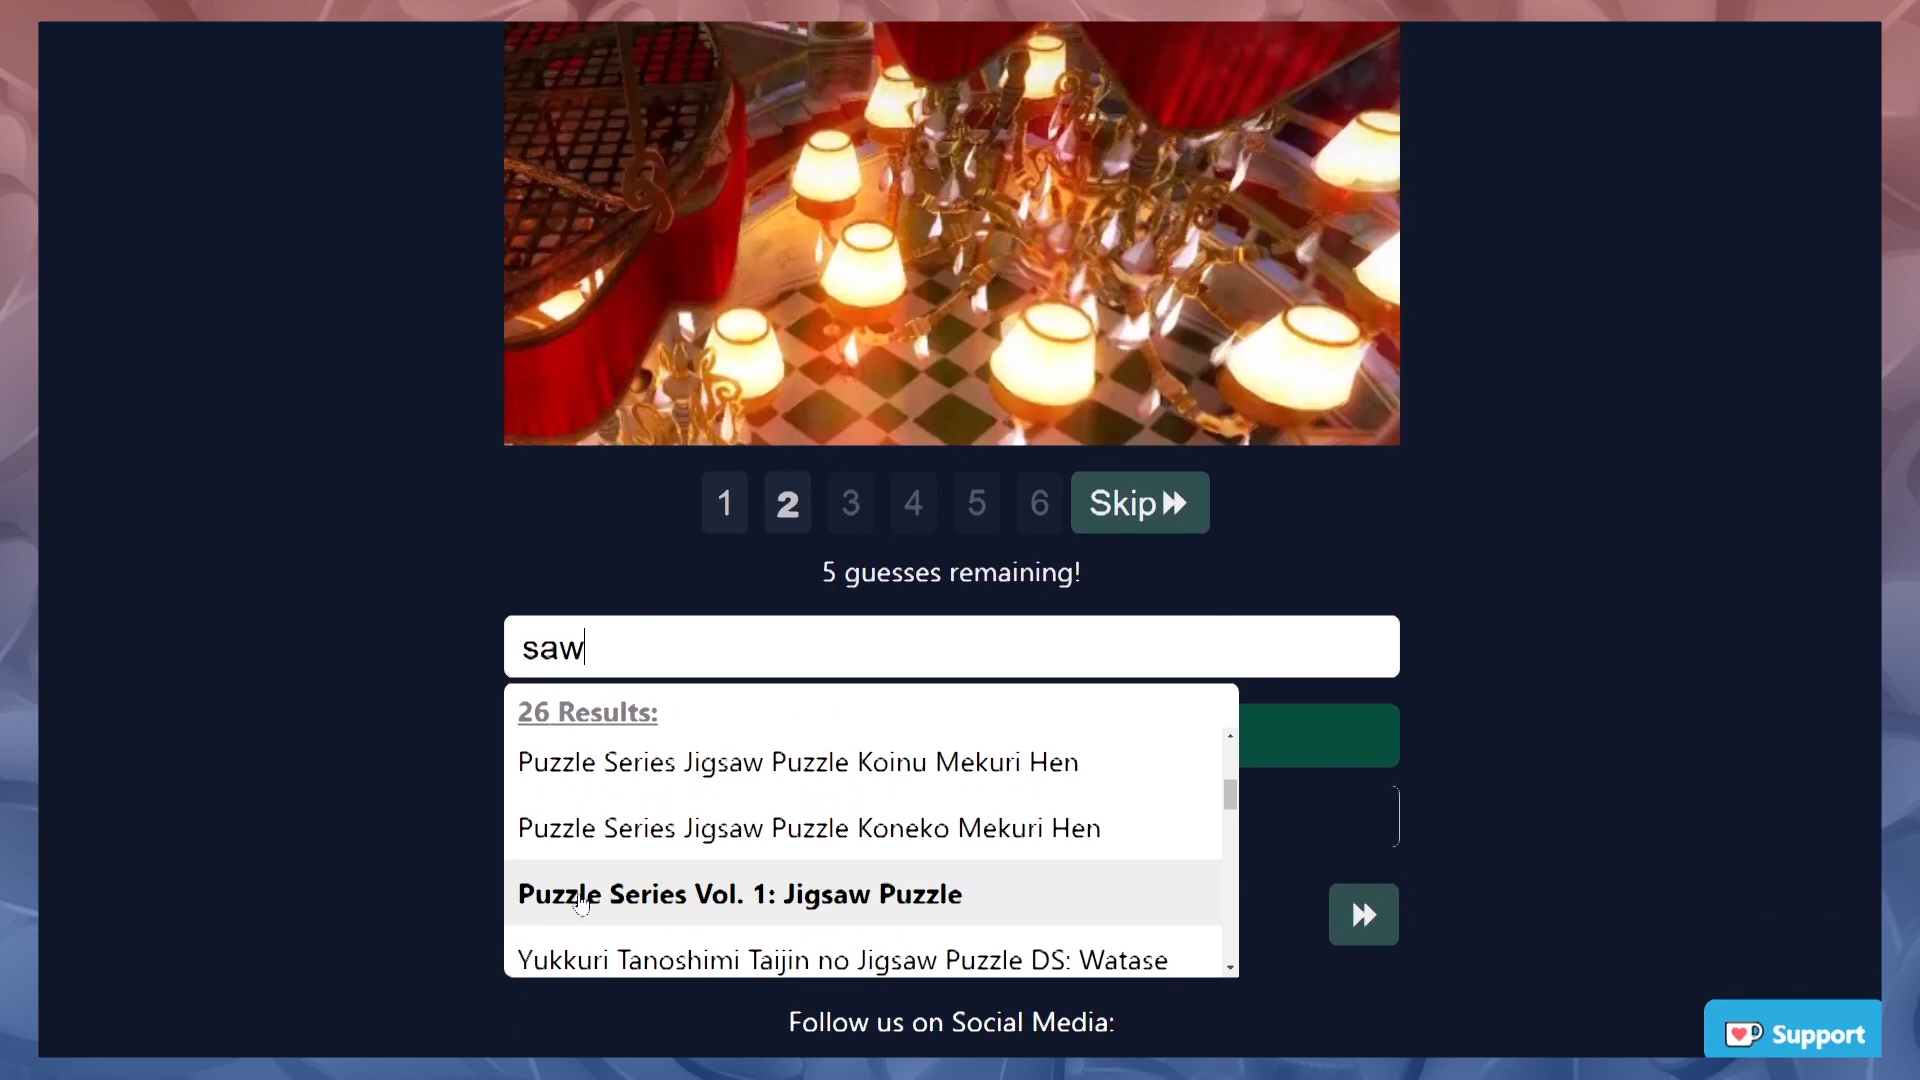 1 2 3 4 5 6 Skip
5 guesses remaining!
saw
26 Results:
Puzzle Series Jigsaw Puzzle Koinu Mekuri Hen
Puzzle Series Jigsaw Puzzle Koneko Mekuri Hen
Puzzle Series Vol. 1: Jigsaw Puzzle
Yukkuri Tanoshimi Taijin no Jigsaw Puzzle DS: Watase
Follow us on Social Media:
Support